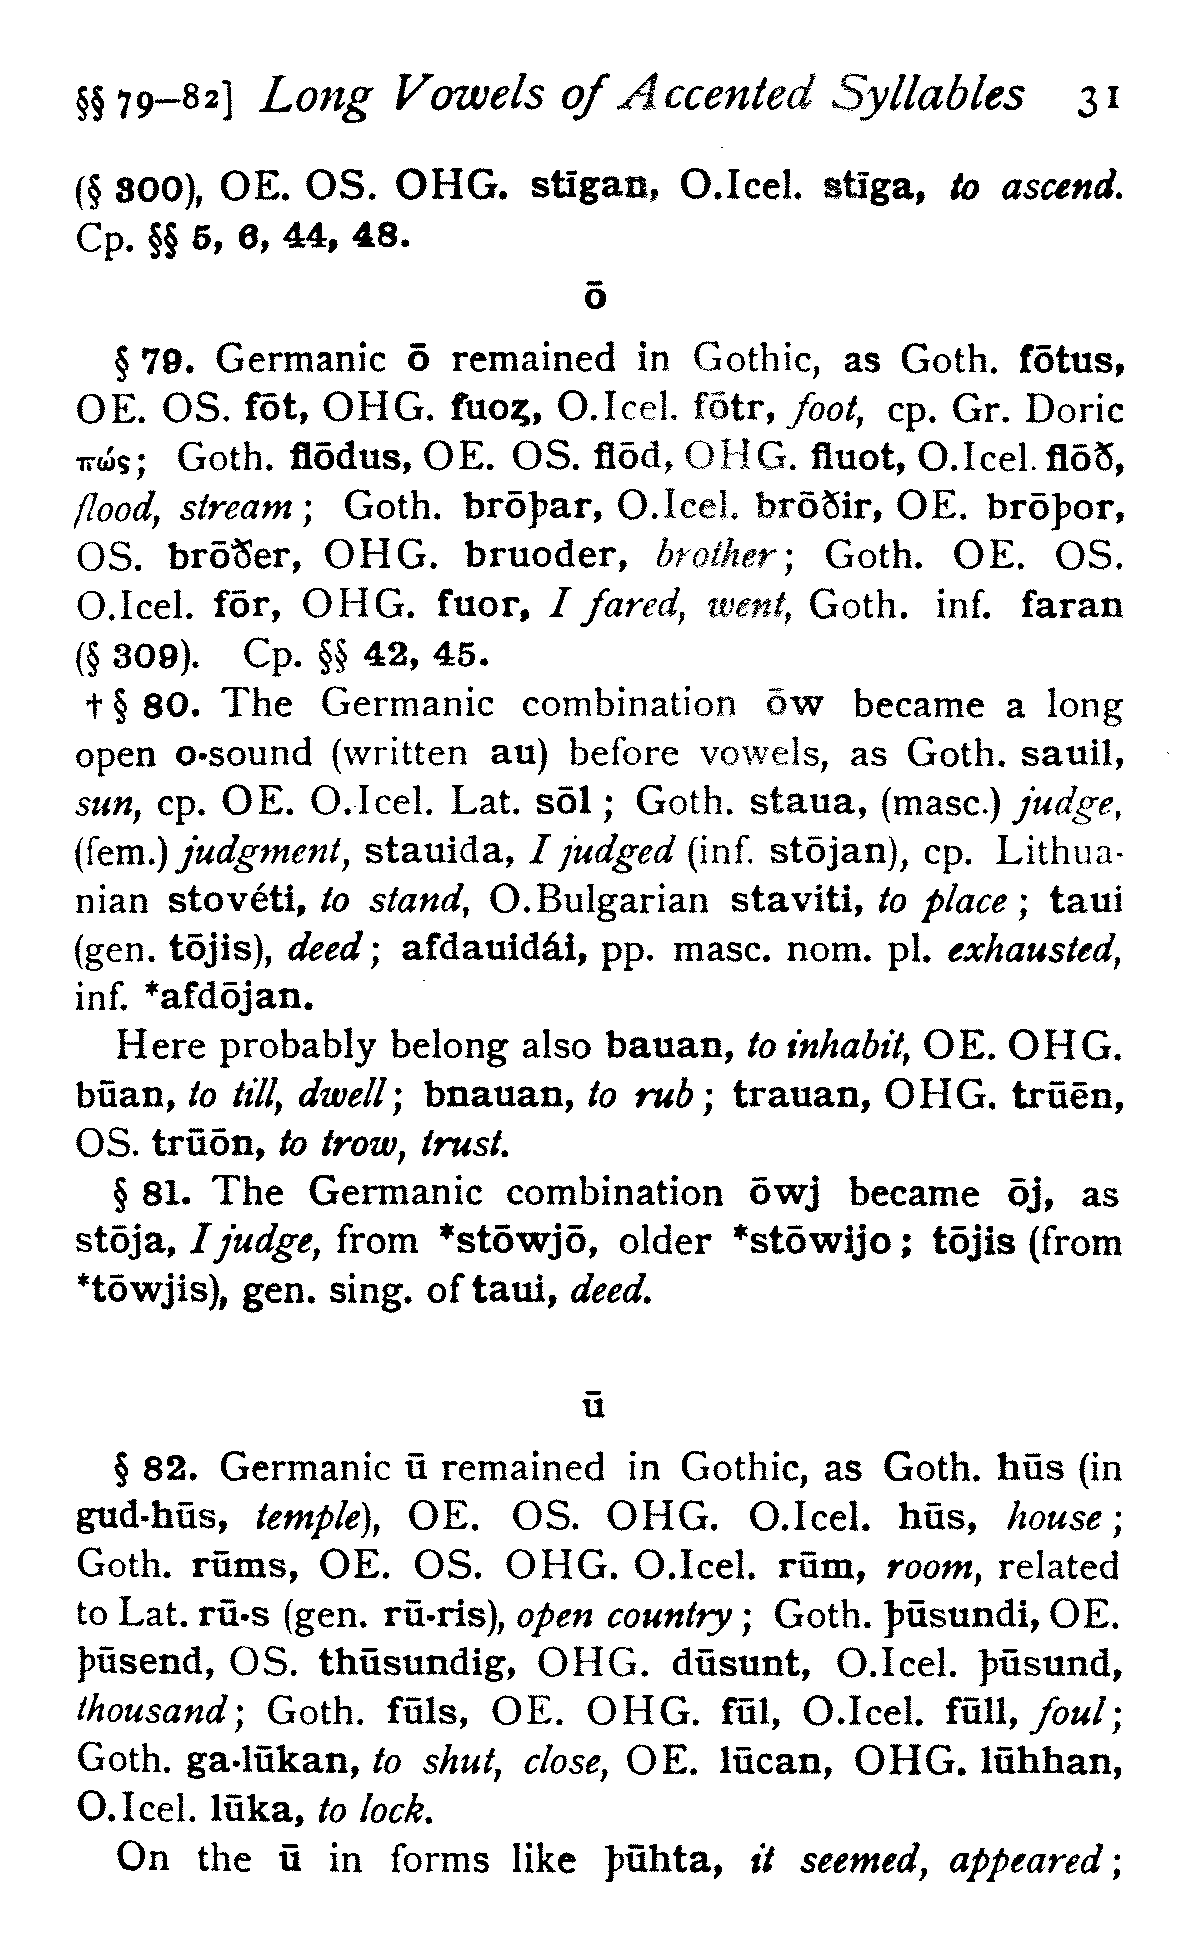 §§ 79–82] Long Vowels of Accented Syllables 31
(§ 300), OE. OS. OHG. stīgan, O.Icel. stīga, to ascend.
Cp. §§ 5, 6, 44, 48.
ō
§ 79. Germanic ō remained in Gothic, as Goth. fōtus,
OE. OS. fōt, OHG. fuoʒ, O.Icel. fōtr, foot, cp. Gr. Doric
πώς; Goth. flōdus, OE. OS. flōd, OHG. fluot, O.Icel. flōð,
flood, stream; Goth. brōþar, O.Icel. brōðir, OE. brōþor,
OS. brōðer, OHG. bruoder, brother; Goth. OE. OS.
O.Icel. fōr, OHG. fuor, I fared, went, Goth. inf. faran
(§ 309). Cp. §§ 42, 45.
† § 80. The Germanic combination ōw became a long
open o-sound (written au) before vowels, as Goth. sauil,
sun, cp. OE. O.Icel. Lat. sōl; Goth. staua, (masc.) judge,
(fem.) judgment, stauida, I judged (inf. stōjan), cp. Lithua-
nian stovéti, to stand, O.Bulgarian staviti, to place; taui
(gen. tōjis), deed; afdauidái, pp. masc. nom. pl. exhausted,
inf. *afdōjan.
Here probably belong also bauan, to inhabit, OE. OHG.
būan, to till, dwell; bnauan, to rub; trauan, OHG. trūēn,
OS. trūōn, to trow, trust.
§ 81. The Germanic combination ōwj became ōj, as
stōja, I judge, from *stōwjō, older *stōwijo; tōjis (from
*tōwjis), gen. sing. of taui, deed.
ū
§ 82. Germanic ū remained in Gothic, as Goth. hūs (in
gud-hūs, temple), OE. OS. OHG. O.Icel. hūs, house;
Goth. rūms, OE. OS. OHG. O.Icel. rūm, room, related
to Lat. rū-s (gen. rū-ris), open country; Goth. þūsundi, OE.
þūsend, OS. thūsundig, OHG. dūsunt, O.Icel. þūsund,
thousand; Goth. fūls, OE. OHG. fūl, O.Icel. fūll, foul;
Goth. ga-lūkan, to shut, close, OE. lūcan, OHG. lūhhan,
O.Icel. lūka, to lock.
On the ū in forms like þūhta, it seemed, appeared;